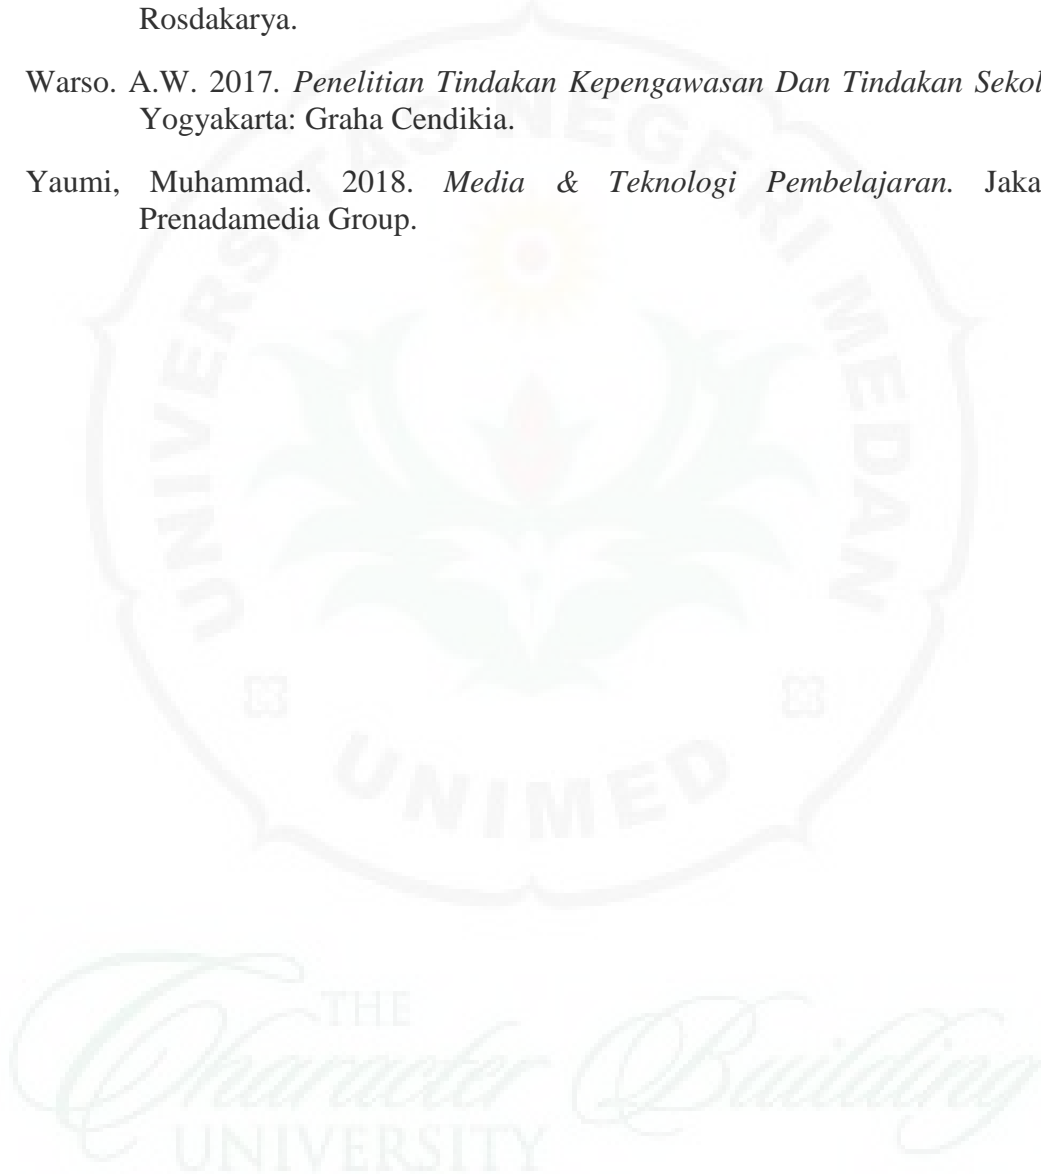 Rosdakarya.
Warso. A.W. 2017. Penelitian Tindakan Kepengawasan Dan Tindakan Sekol
Yogyakarta: Graha Cendikia.
Yaumi, Muhammad. 2018. Media & Teknologi Pembelajaran. Jaka
Prenadamedia Group.
UNIVERSITAS NEGERI MEDAN
UNIMED
THE
Character Building
UNIVERSITY